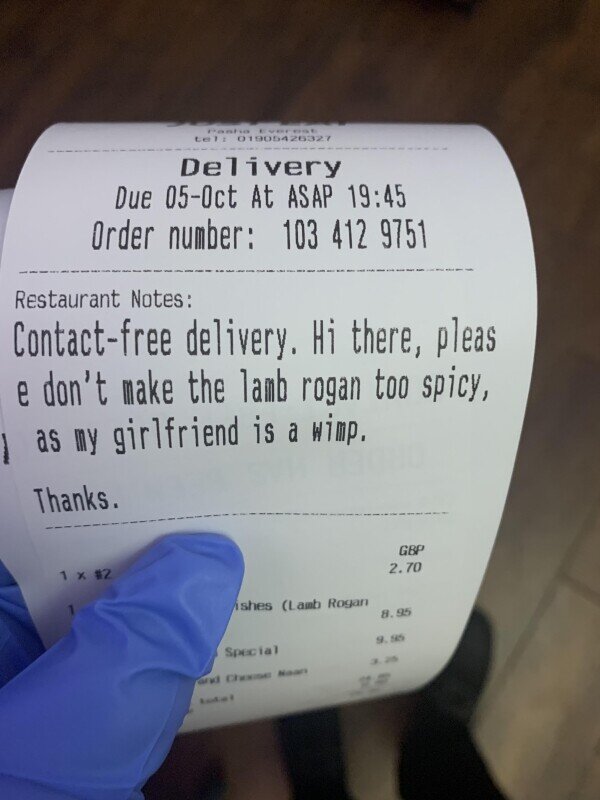 Pasha Everest
tel: 01905426327
Delivery
Due 05-Oct At ASAP 19:45
Order number: 103 412 9751
Restaurant Notes:
Contact-free delivery. Hi there, pleas
e don't make the lamb rogan too spicy,
as my girlfriend is a wimp.
Thanks.
GBP
1 x #2 2.70
1 ishes (Lamb Rogan
8.95
Special 9.95
and Cheese Naan 3.25
total